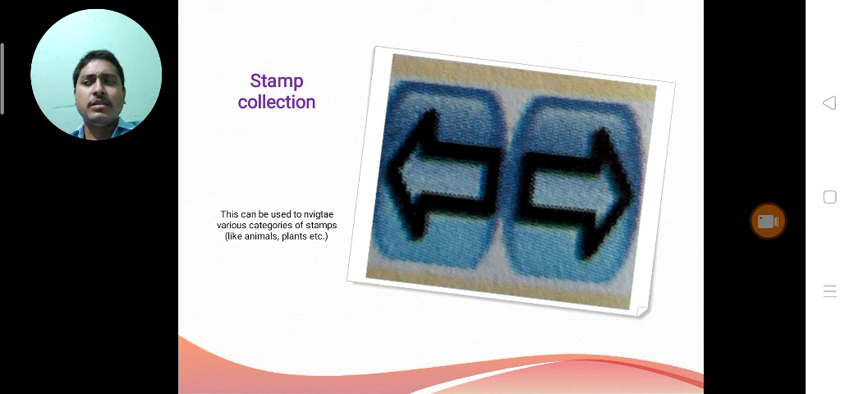 Stamp
collection
This can be used to nvigtae
various categories of stamps
(like animals, plants etc.)